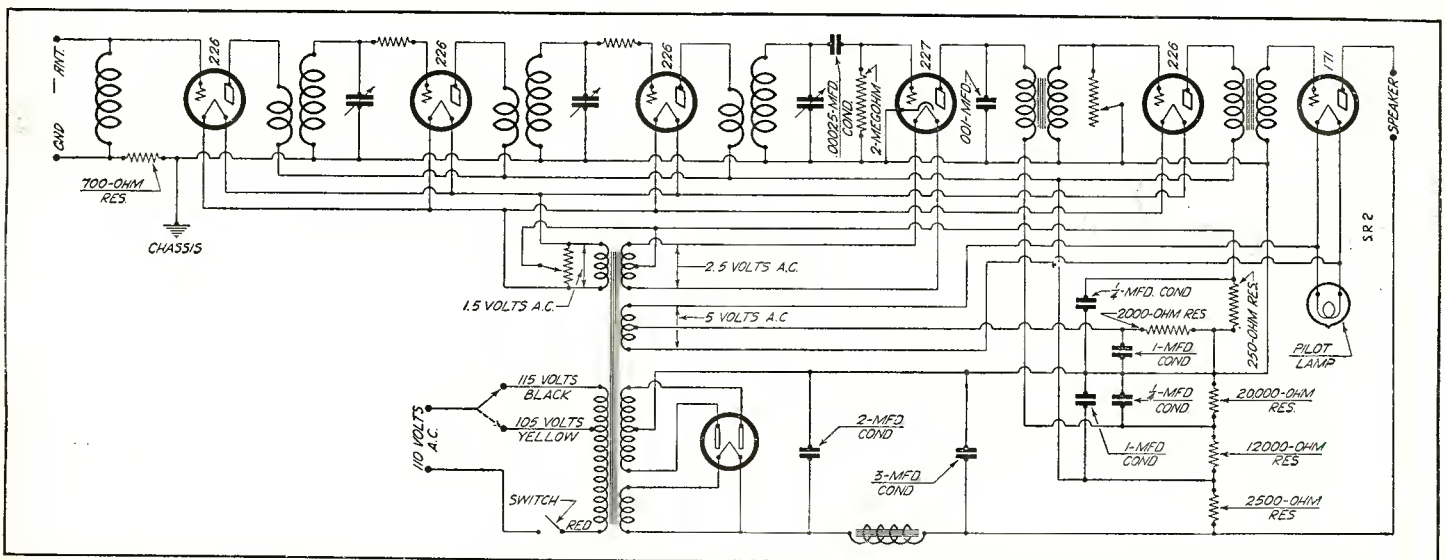 ANT.
GND
226
226
226
227
226
171
SPEAKER
.00025-MFD.
COND.
2-MEGOHM
.001-MFD.
700-OHM
RES.
CHASSIS
S.R.2
2.5 VOLTS A.C.
1.5 VOLTS A.C.
5 VOLTS A.C
¼-MFD. COND
2000-OHM RES.
250-OHM RES.
1-MFD
COND
PILOT
LAMP
115 VOLTS
BLACK
105 VOLTS
YELLOW
110 VOLTS
A.C.
½-MFD
COND
20,000-OHM
RES.
2-MFD
COND
1-MFD
COND
12000-OHM
RES
3-MFD
COND
SWITCH
RED
2500-OHM
RES